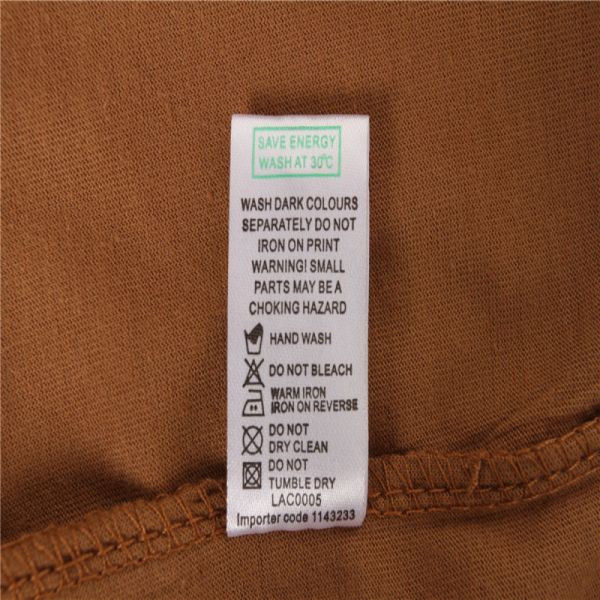 SAVE ENERGY
WASH AT 30°C
WASH DARK COLOURS
SEPARATELY DO NOT
IRON ON PRINT
WARNING! SMALL
PARTS MAY BE A
CHOKING HAZARD
HAND WASH
DO NOT BLEACH
WARM IRON
IRON ON REVERSE
DO NOT
DRY CLEAN
DO NOT
TUMBLE DRY
LAC0005
Importer code 1143233